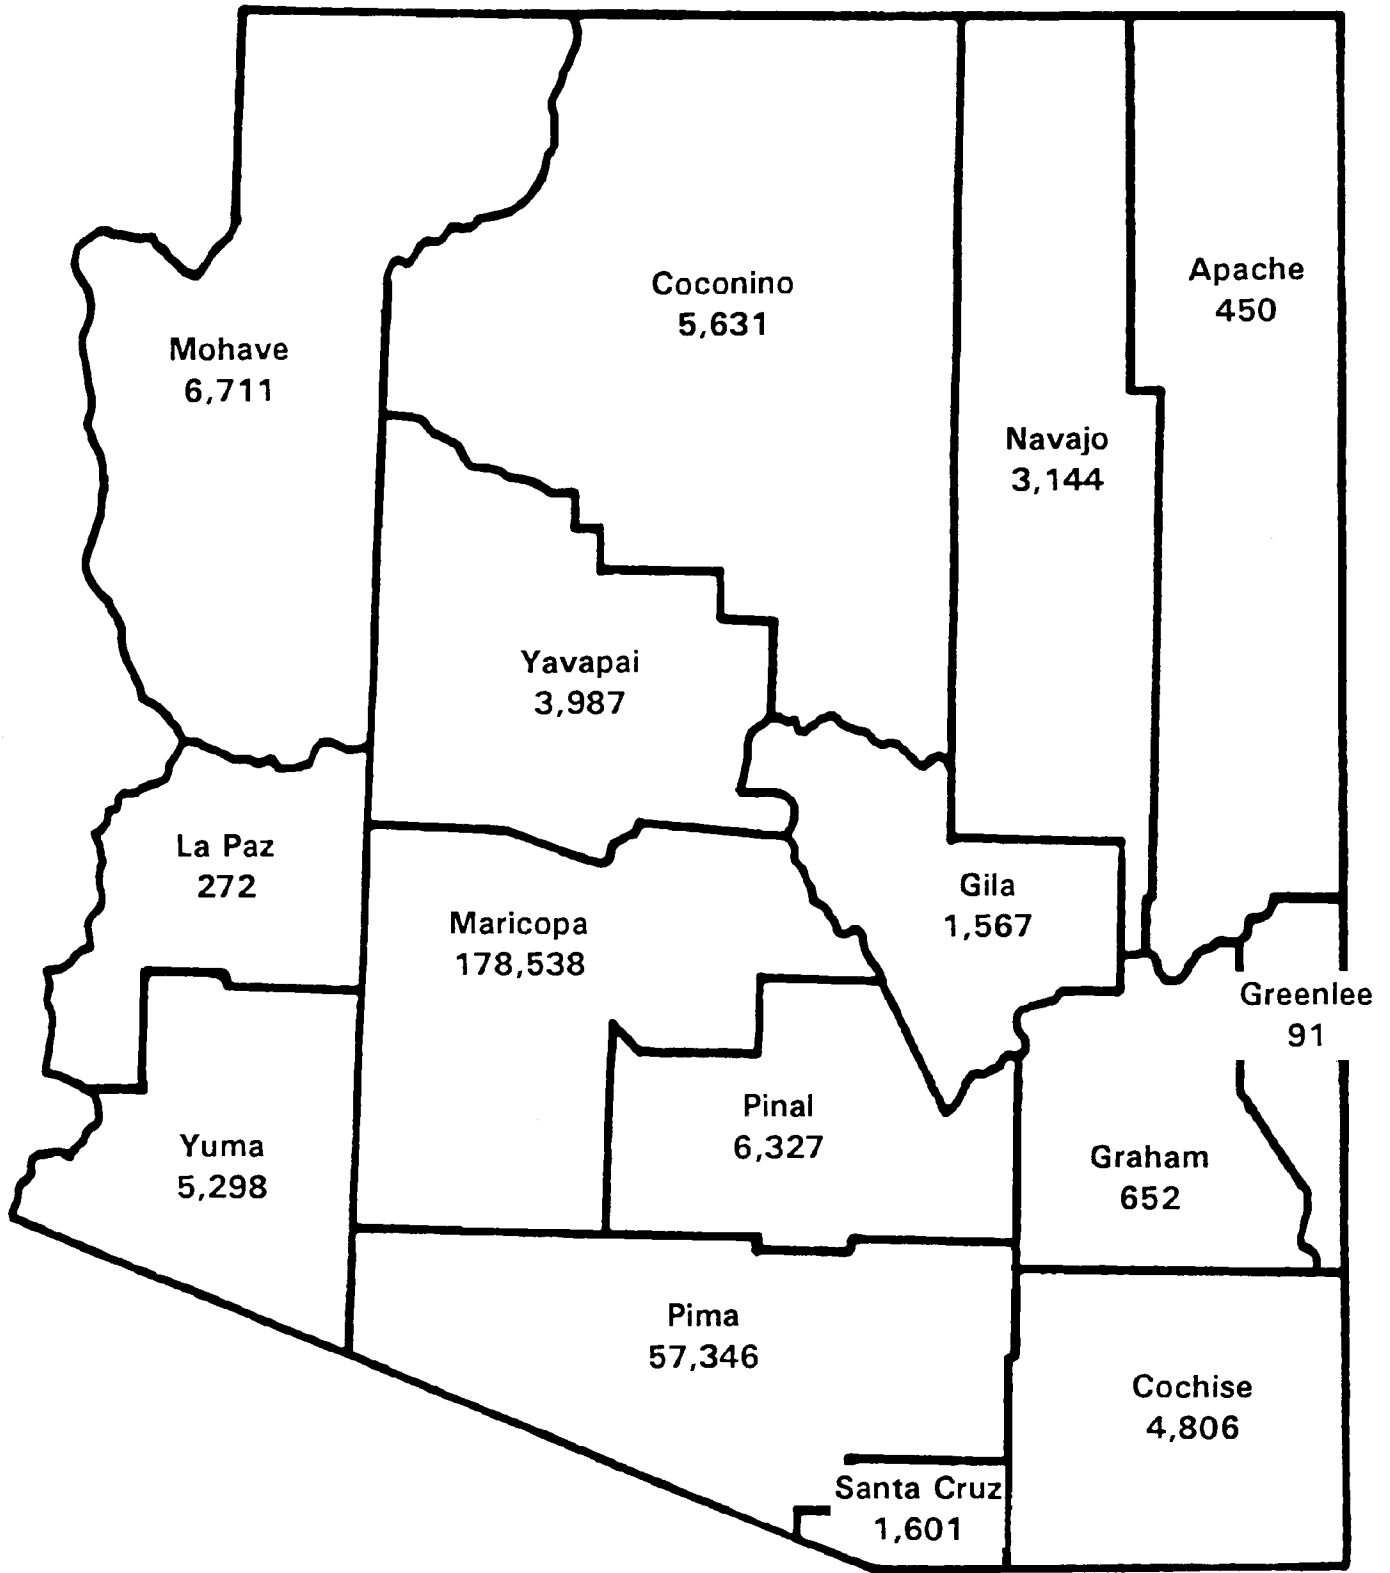 Apache
450
Coconino
5,631
Mohave
6,711
Navajo
3,144
Yavapai
3,987
La Paz
272
Gila
1,567
Maricopa
178,538
Greenlee
91
Pinal
6,327
Yuma
5,298
Graham
652
Pima
57,346
Cochise
4,806
Santa Cruz
1,601